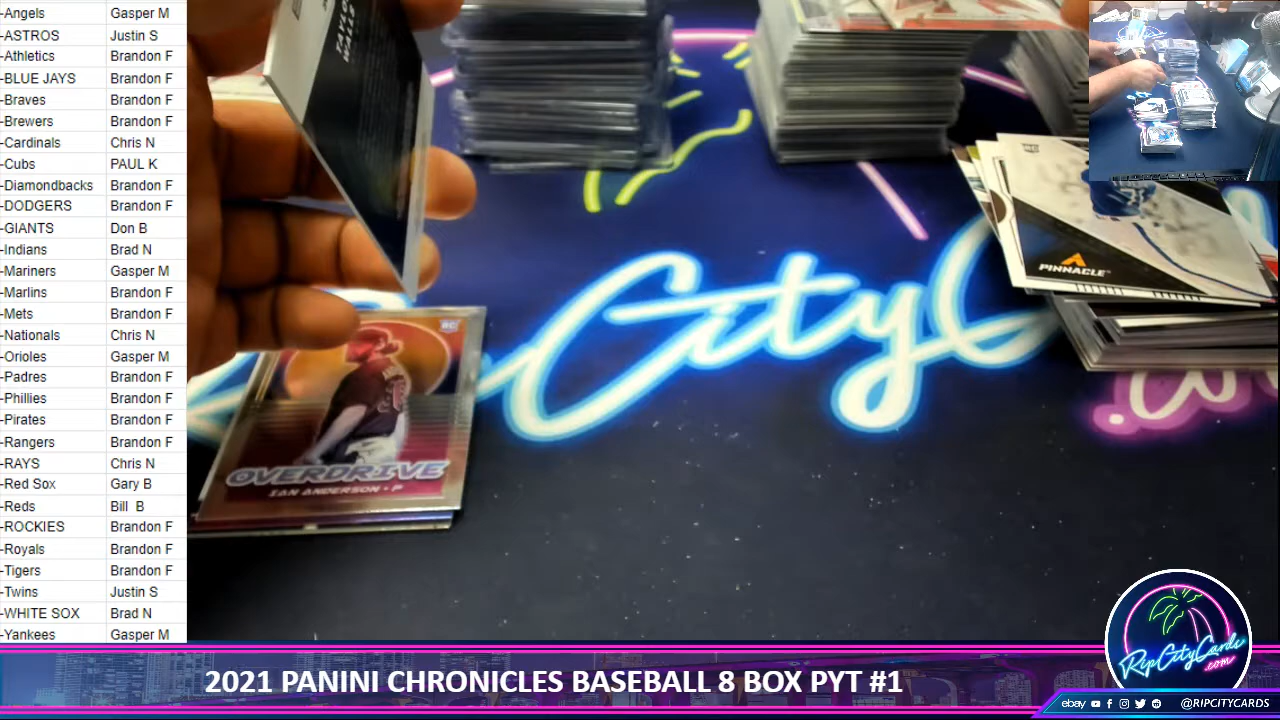 -Angels Gasper M
-ASTROS Justin S
-Athletics Brandon F
-BLUE JAYS Brandon F
-Braves Brandon F
-Brewers Brandon F
-Cardinals Chris N
-Cubs PAUL K
-Diamondbacks Brandon F
-DODGERS Brandon F
-GIANTS Don B
-Indians Brad N
-Mariners Gasper M
-Marlins Brandon F
-Mets Brandon F
-Nationals Chris N
-Orioles Gasper M
-Padres Brandon F
-Phillies Brandon F
-Pirates Brandon F
-Rangers Brandon F
-RAYS Chris N
-Red Sox Gary B
-Reds Bill B
-ROCKIES Brandon F
-Royals Brandon F
-Tigers Brandon F
-Twins Justin S
-WHITE SOX Brad N
-Yankees Gasper M
PINNACLE
City
RC
OVERDRIVE
IAN ANDERSON • P
RipCityCards
.com
2021 PANINI CHRONICLES BASEBALL 8 BOX PYT #1
ebay @RIPCITYCARDS